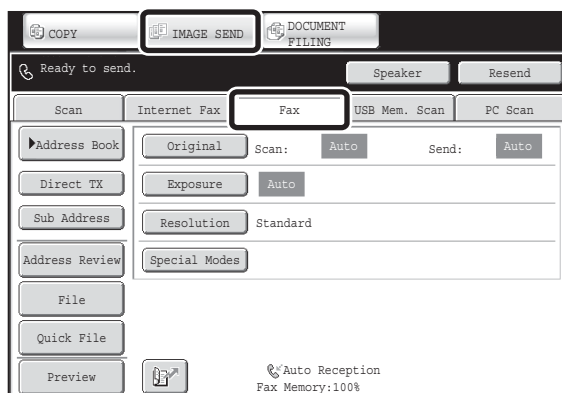 COPY
IMAGE SEND
DOCUMENT
FILING
Ready to send.
Speaker
Resend
Scan
Internet Fax
Fax
USB Mem. Scan
PC Scan
Address Book
Original
Scan:
Auto
Send:
Auto
Direct TX
Exposure
Auto
Sub Address
Resolution
Standard
Address Review
Special Modes
File
Quick File
Preview
Auto Reception
Fax Memory:100%